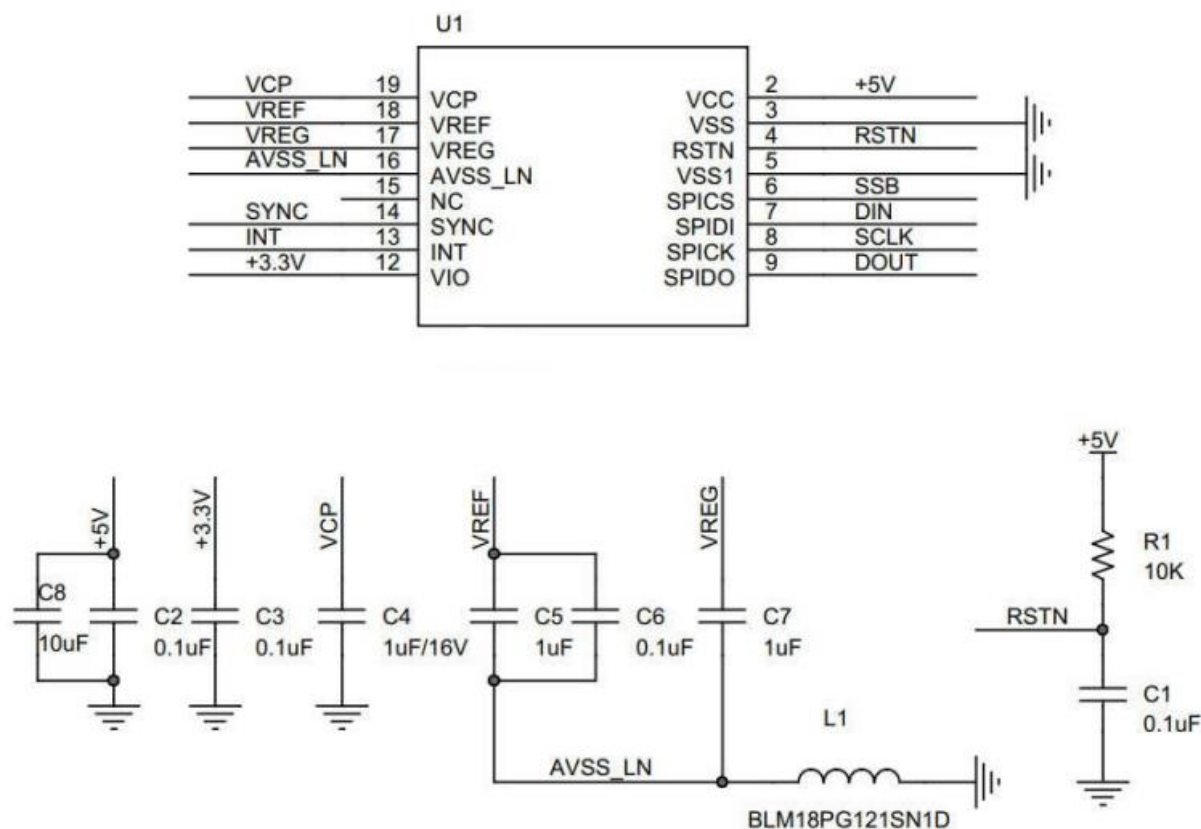 U1
VCP 19 VCP
VREF 18 VREF
VREG 17 VREG
AVSS_LN 16 AVSS_LN
15 NC
SYNC 14 SYNC
INT 13 INT
+3.3V 12 VIO
VCC 2 +5V
VSS 3
RSTN 4 RSTN
VSS1 5
SPICS 6 SSB
SPIDI 7 DIN
SPICK 8 SCLK
SPIDO 9 DOUT
+5V
+3.3V
VCP
VREF
VREG
C8
10uF
C2
0.1uF
C3
0.1uF
C4
1uF/16V
C5
1uF
C6
0.1uF
C7
1uF
AVSS_LN
L1
BLM18PG121SN1D
+5V
R1
10K
RSTN
C1
0.1uF